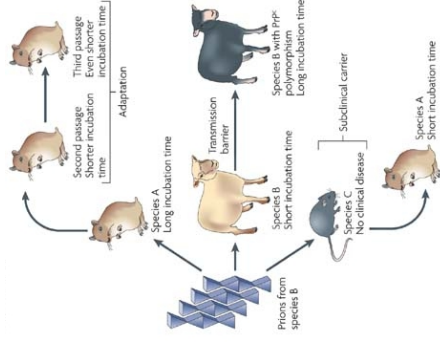 Third passage
Even shorter
incubation time
Second passage
Shorter incubation
time
Adaptation
Species A
Long incubation time
Species B with PrPᶜ
polymorphism
Long incubation time
Transmission
barrier
Species B
Short incubation time
Prions from
species B
Species C
No clinical disease
Subclinical carrier
Species A
Short incubation time